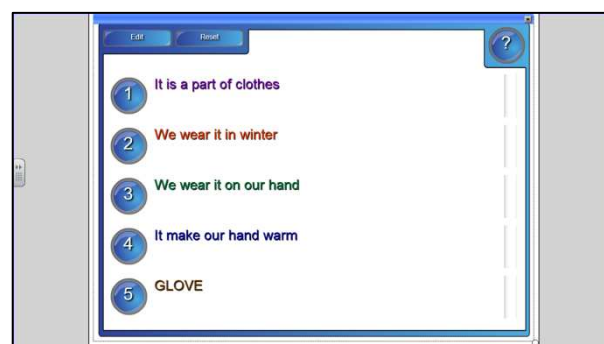 Edit Reset ?
1 It is a part of clothes
2 We wear it in winter
3 We wear it on our hand
4 It make our hand warm
5 GLOVE